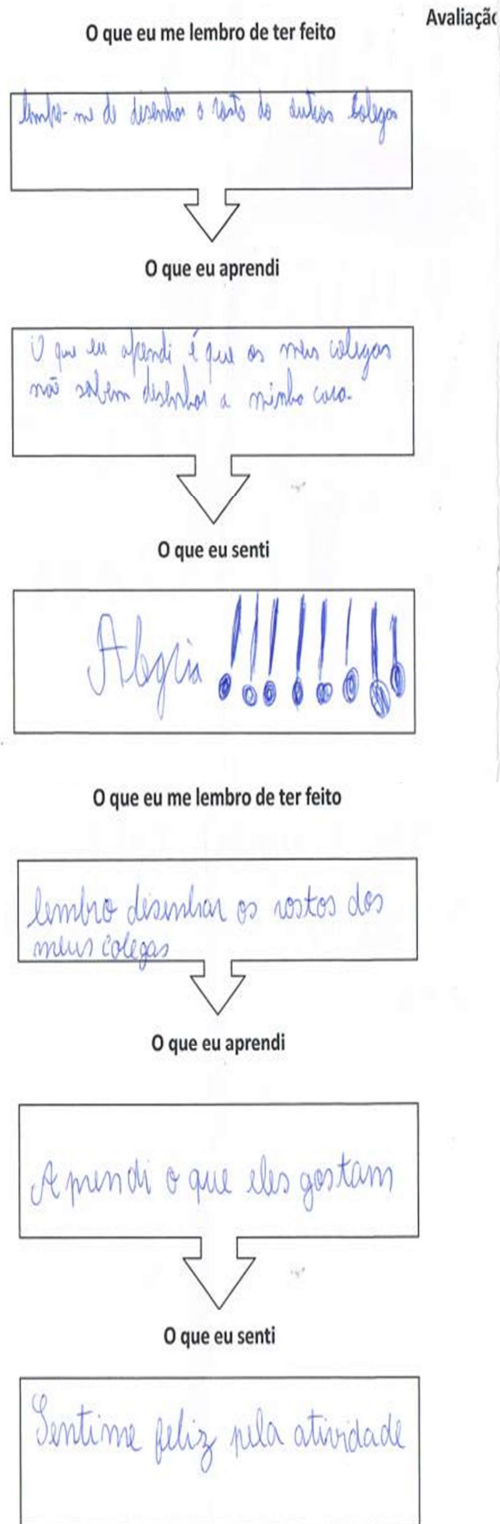 Avaliaçã
O que eu me lembro de ter feito
lembro-me de desenhar o rosto do outros colegas
O que eu aprendi
O que eu aprendi é que os meus colegas
não sabem deshnhar a minha cara.
O que eu senti
Alegria !!!!!!!!
O que eu me lembro de ter feito
lembro desenhar os rostos dos
meus colegas
O que eu aprendi
Aprendi o que eles gostam
O que eu senti
Sentime feliz pela atividade